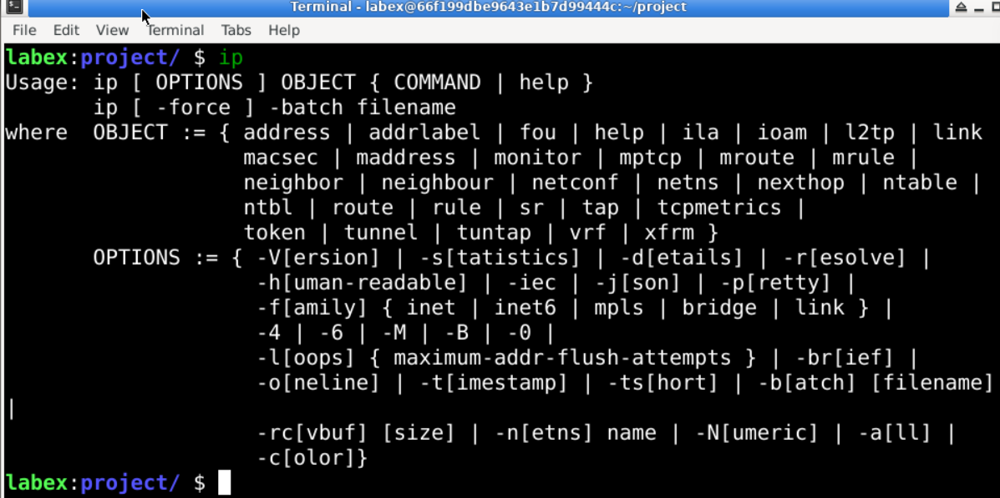 Terminal - labex@66f199dbe9643e1b7d99444c:~/project
File Edit View Terminal Tabs Help
labex:project/ $ ip
Usage: ip [ OPTIONS ] OBJECT { COMMAND | help }
       ip [ -force ] -batch filename
where  OBJECT := { address | addrlabel | fou | help | ila | ioam | l2tp | link
                   macsec | maddress | monitor | mptcp | mroute | mrule |
                   neighbor | neighbour | netconf | netns | nexthop | ntable |
                   ntbl | route | rule | sr | tap | tcpmetrics |
                   token | tunnel | tuntap | vrf | xfrm }
       OPTIONS := { -V[ersion] | -s[tatistics] | -d[etails] | -r[esolve] |
                    -h[uman-readable] | -iec | -j[son] | -p[retty] |
                    -f[amily] { inet | inet6 | mpls | bridge | link } |
                    -4 | -6 | -M | -B | -0 |
                    -l[oops] { maximum-addr-flush-attempts } | -br[ief] |
                    -o[neline] | -t[imestamp] | -ts[hort] | -b[atch] [filename]
|
                    -rc[vbuf] [size] | -n[etns] name | -N[umeric] | -a[ll] |
                    -c[olor]}
labex:project/ $